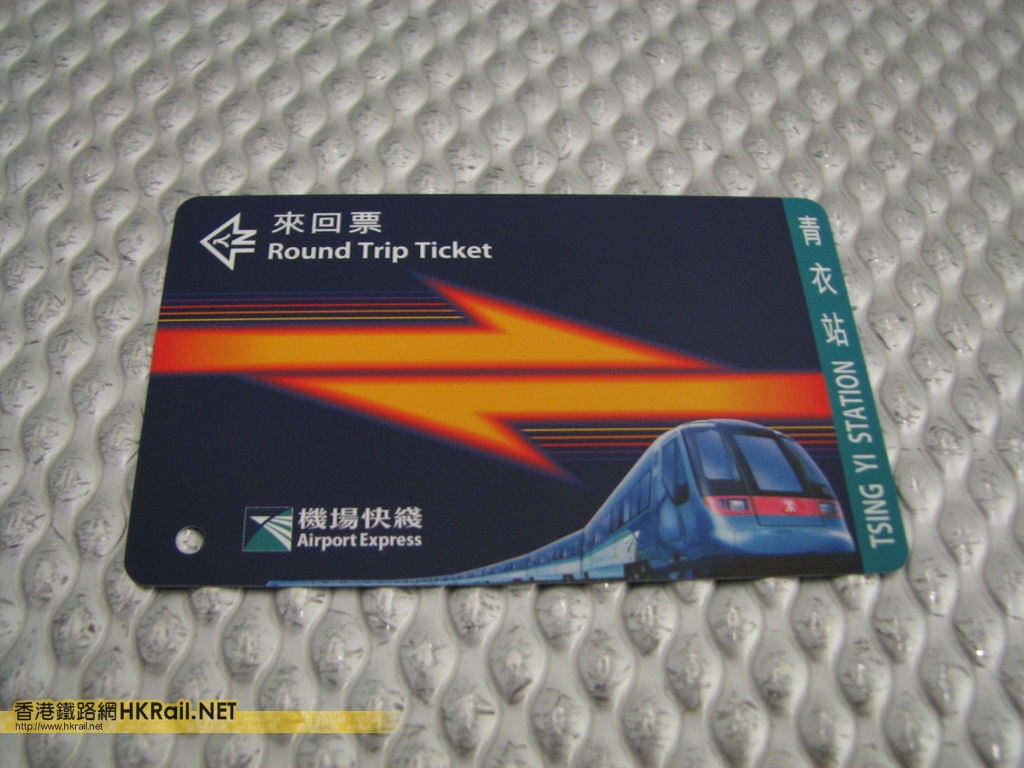 來回票
Round Trip Ticket
青衣站 TSING YI STATION
機場快綫
Airport Express
香港鐵路網HKRail.NET
http://www.hkrail.net